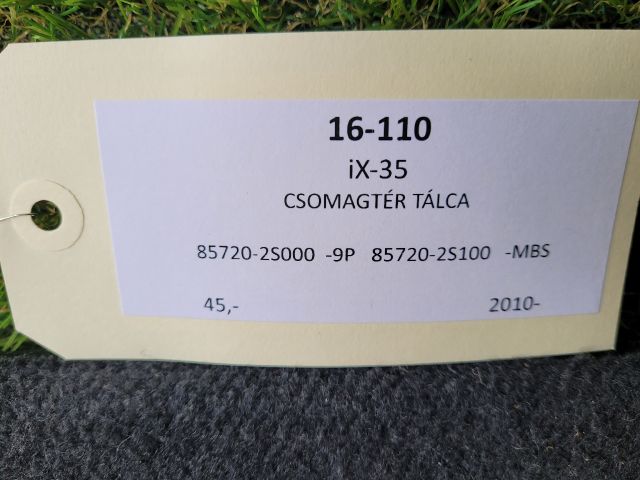 16-110
iX-35
CSOMAGTÉR TÁLCA
85720-2S000 -9P 85720-2S100 -MBS
45,- 2010-